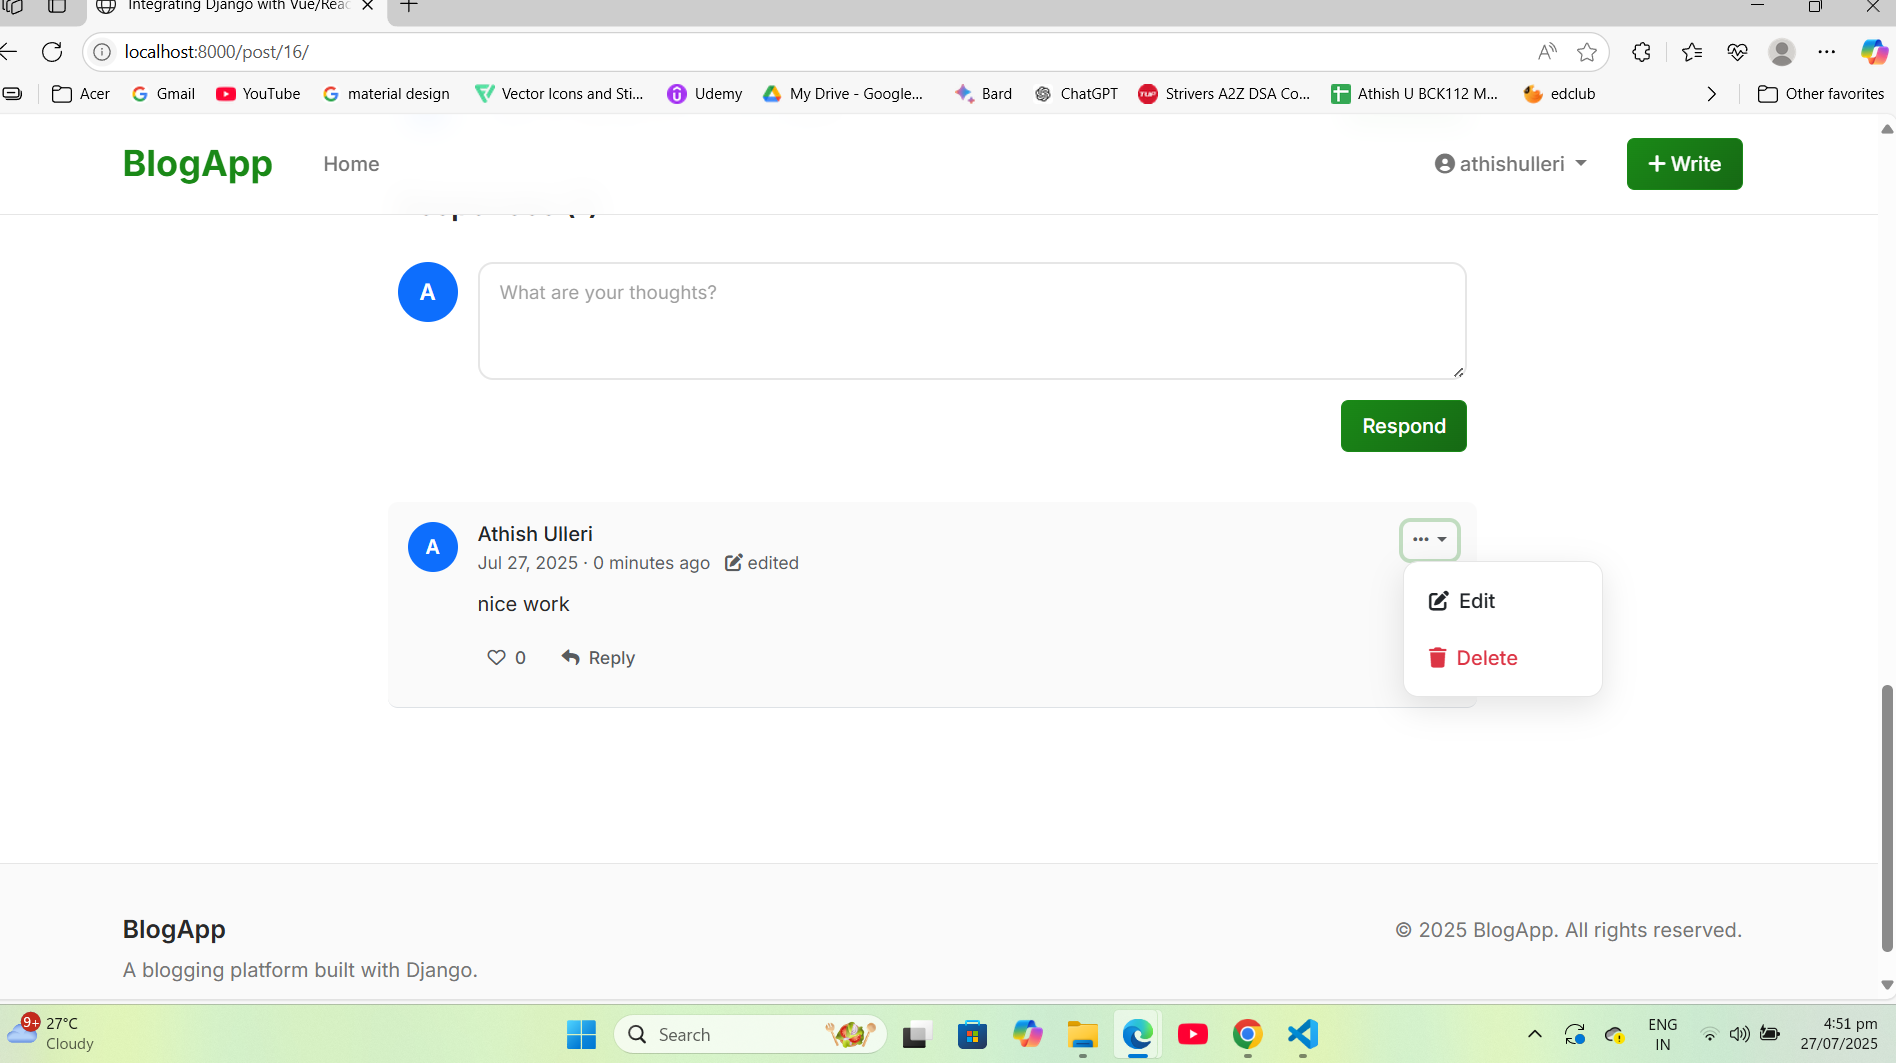 Integrating Django with Vue/Reac
localhost:8000/post/16/
Acer Gmail YouTube material design Vector Icons and Sti... Udemy My Drive - Google... Bard ChatGPT Strivers A2Z DSA Co... Athish U BCK112 M... edclub Other favorites
BlogApp Home athishulleri + Write
A What are your thoughts?
Respond
A Athish Ulleri
Jul 27, 2025 · 0 minutes ago edited
nice work
0 Reply
Edit
Delete
BlogApp © 2025 BlogApp. All rights reserved.
A blogging platform built with Django.
9+ 27°C
Cloudy
Search
ENG
IN
4:51 pm
27/07/2025